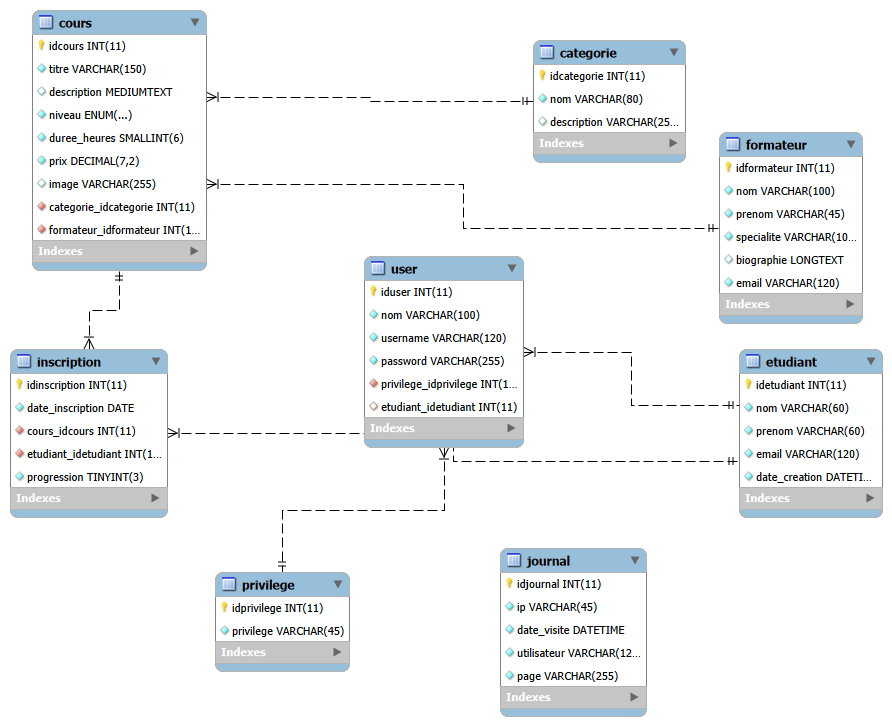 cours
idcours INT(11)
titre VARCHAR(150)
description MEDIUMTEXT
niveau ENUM(...)
duree_heures SMALLINT(6)
prix DECIMAL(7,2)
image VARCHAR(255)
categorie_idcategorie INT(11)
formateur_idformateur INT(1...
Indexes
categorie
idcategorie INT(11)
nom VARCHAR(80)
description VARCHAR(25...
Indexes
formateur
idformateur INT(11)
nom VARCHAR(100)
prenom VARCHAR(45)
specialite VARCHAR(10...
biographie LONGTEXT
email VARCHAR(120)
Indexes
user
iduser INT(11)
nom VARCHAR(100)
username VARCHAR(120)
password VARCHAR(255)
privilege_idprivilege INT(1...
etudiant_idetudiant INT(11)
Indexes
inscription
idinscription INT(11)
date_inscription DATE
cours_idcours INT(11)
etudiant_idetudiant INT(1...
progression TINYINT(3)
Indexes
etudiant
idetudiant INT(11)
nom VARCHAR(60)
prenom VARCHAR(60)
email VARCHAR(120)
date_creation DATETI...
Indexes
privilege
idprivilege INT(11)
privilege VARCHAR(45)
Indexes
journal
idjournal INT(11)
ip VARCHAR(45)
date_visite DATETIME
utilisateur VARCHAR(12...
page VARCHAR(255)
Indexes